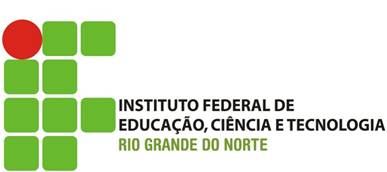 INSTITUTO FEDERAL DE
EDUCAÇÃO, CIÊNCIA E TECNOLOGIA
RIO GRANDE DO NORTE